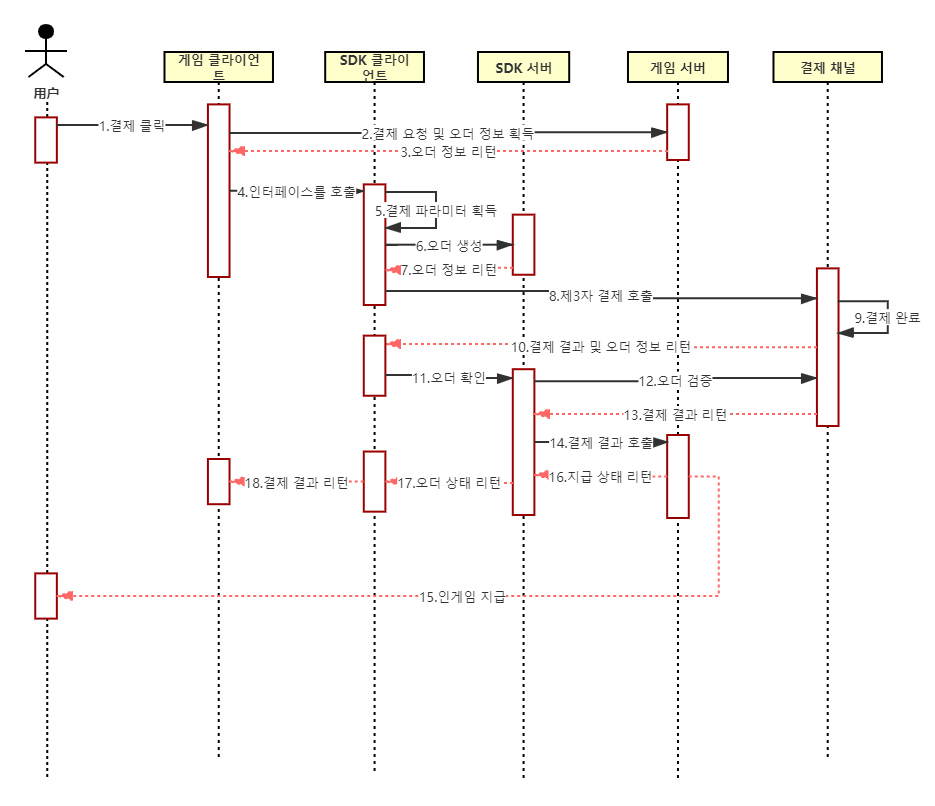 게임 클라이언
트
SDK 클라이
언트
SDK 서버
게임 서버
결제 채널
用户
1.결제 클릭
2.결제 요청 및 오더 정보 획득
3.오더 정보 리턴
4.인터페이스를 호출
5.결제 파라미터 획득
6.오더 생성
7.오더 정보 리턴
8.제3자 결제 호출
9.결제 완료
10.결제 결과 및 오더 정보 리턴
11.오더 확인
12.오더 검증
13.결제 결과 리턴
14.결제 결과 호출
16.지급 상태 리턴
17.오더 상태 리턴
18.결제 결과 리턴
15.인게임 지급